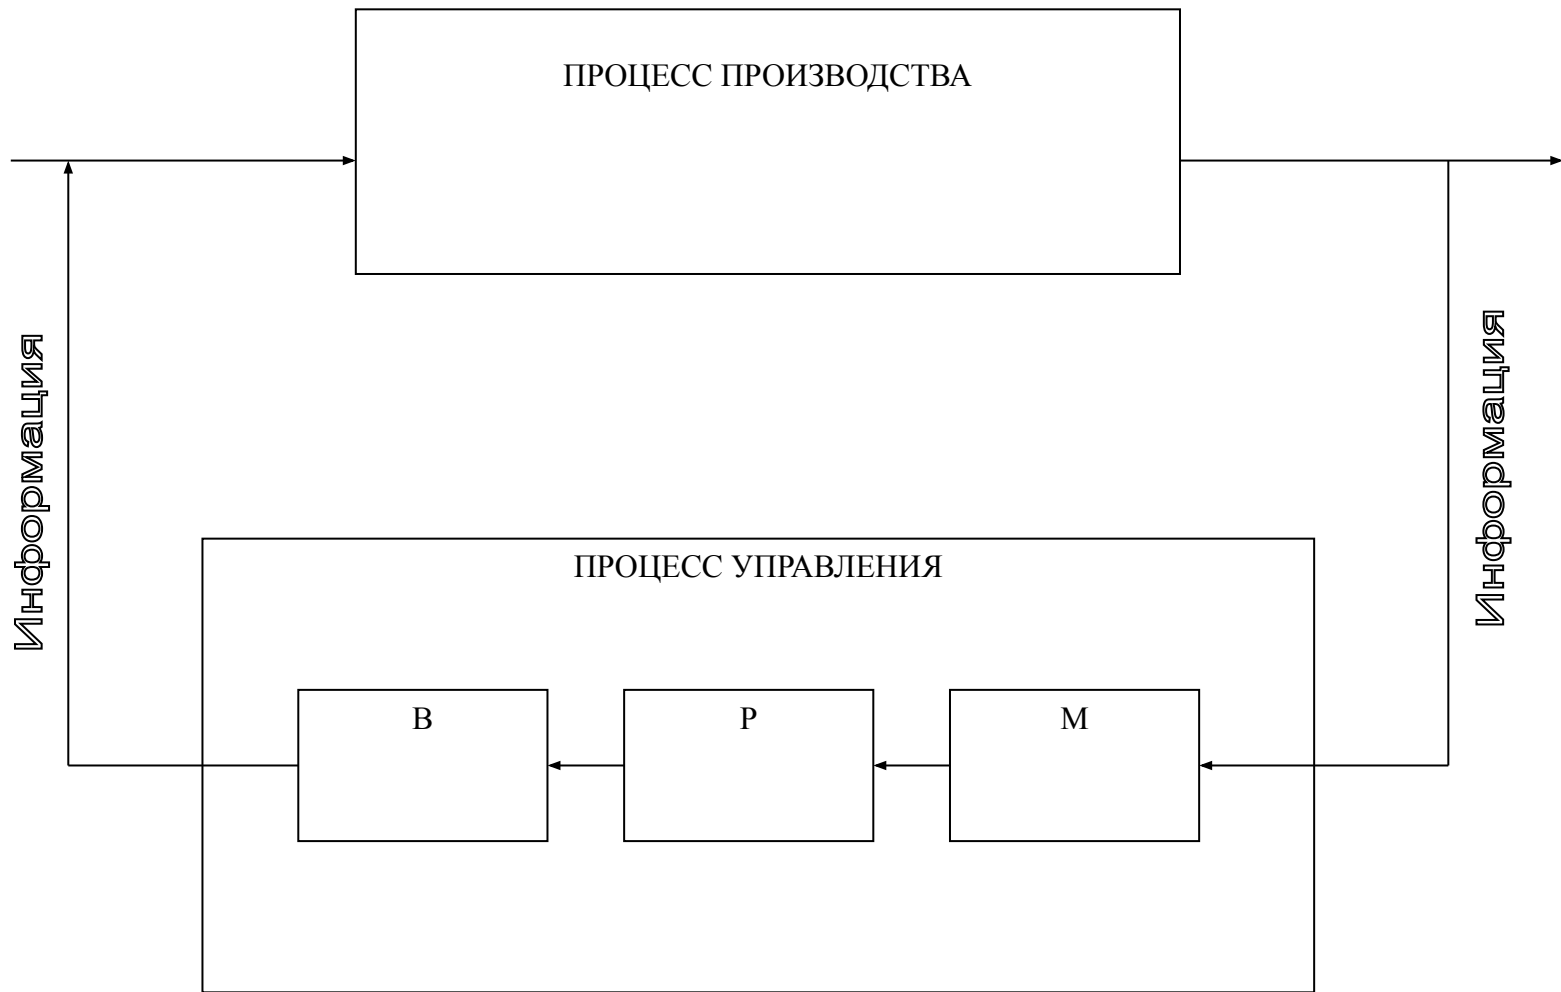 ПРОЦЕСС ПРОИЗВОДСТВА
Информация
Информация
ПРОЦЕСС УПРАВЛЕНИЯ
В
Р
М